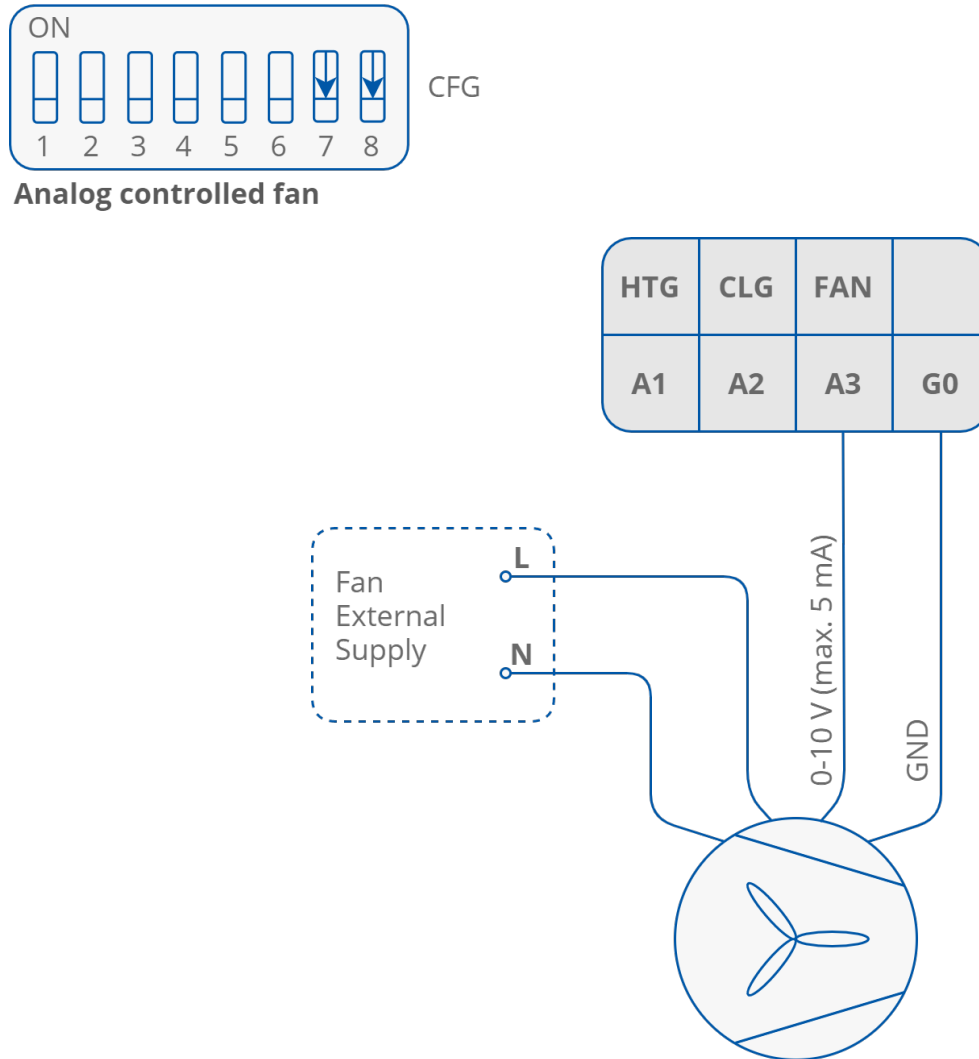 ON
CFG
1 2 3 4 5 6 7 8
Analog controlled fan
HTG CLG FAN
A1 A2 A3 G0
Fan
External
Supply
L
N
0-10 V (max. 5 mA)
GND